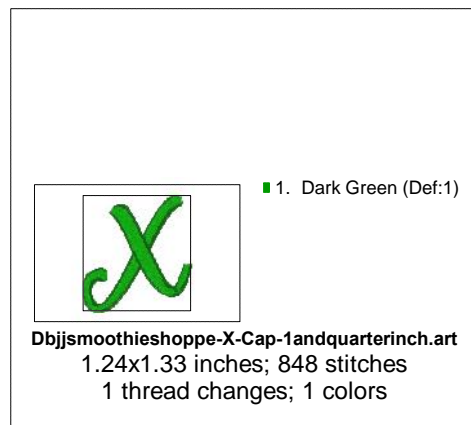 1. Dark Green (Def:1)
X
Dbjjsmoothieshoppe-X-Cap-1andquarterinch.art
1.24x1.33 inches; 848 stitches
1 thread changes; 1 colors